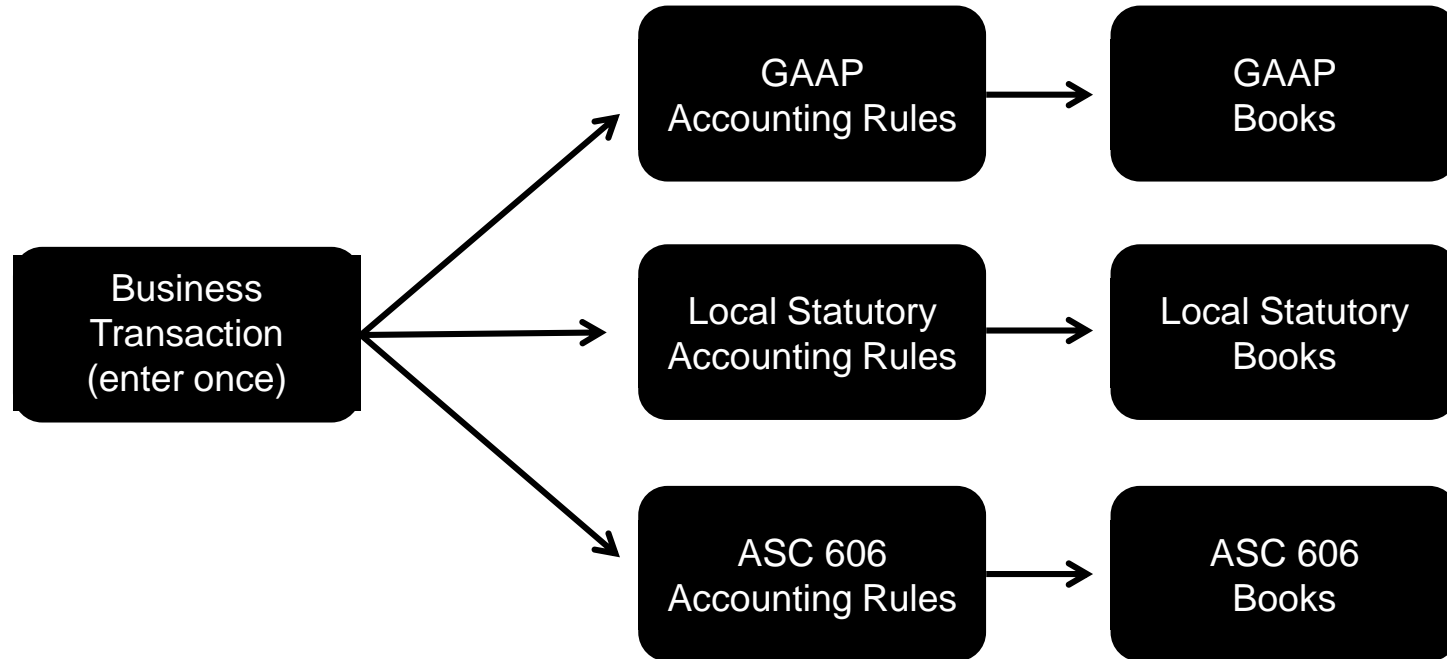 GAAP
Accounting Rules
GAAP
Books
Business
Transaction
(enter once)
Local Statutory
Accounting Rules
Local Statutory
Books
ASC 606
Accounting Rules
ASC 606
Books